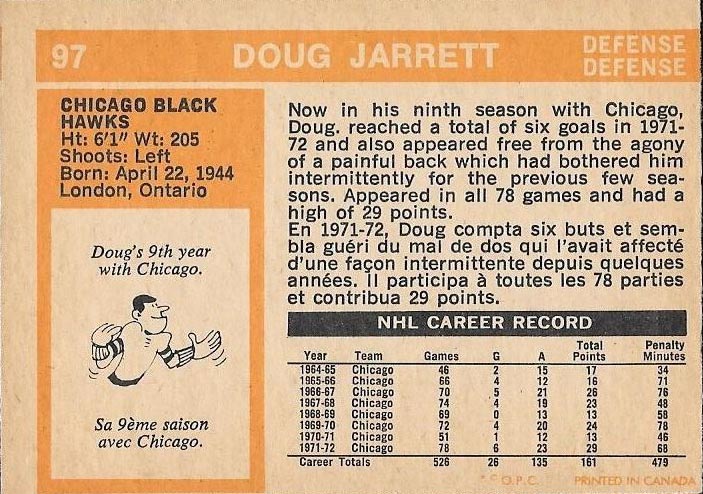 97
DOUG JARRETT
DEFENSE
DEFENSE
CHICAGO BLACK
HAWKS
Ht: 6'1" Wt: 205
Shoots: Left
Born: April 22, 1944
London, Ontario
Doug's 9th year
with Chicago.
Sa 9ème saison
avec Chicago.
Now in his ninth season with Chicago,
Doug. reached a total of six goals in 1971-
72 and also appeared free from the agony
of a painful back which had bothered him
intermittently for the previous few sea-
sons. Appeared in all 78 games and had a
high of 29 points.
En 1971-72, Doug compta six buts et sem-
bla guéri du mal de dos qui l'avait affecté
d'une façon intermittente depuis quelques
années. Il participa à toutes les 78 parties
et contribua 29 points.
NHL CAREER RECORD
Year Team Games G A Total Points Penalty Minutes
1964-65 Chicago 46 2 15 17 34
1965-66 Chicago 66 4 12 16 71
1966-67 Chicago 70 5 21 26 76
1967-68 Chicago 74 4 19 23 48
1968-69 Chicago 69 0 13 13 58
1969-70 Chicago 72 4 20 24 78
1970-71 Chicago 51 1 12 13 46
1971-72 Chicago 78 6 23 29 68
Career Totals 526 26 135 161 479
* © O.P.C. PRINTED IN CANADA